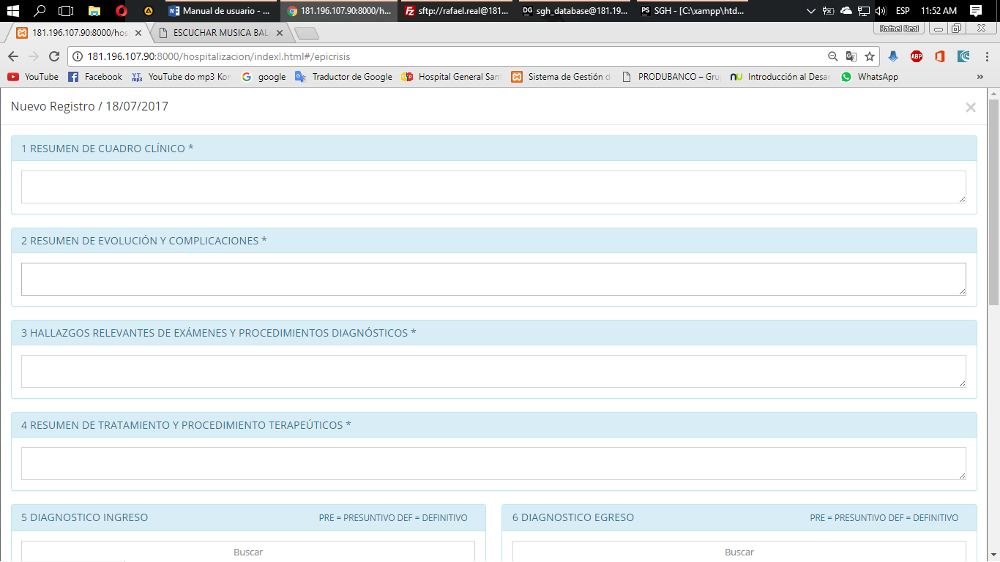 Manual de usuario - ...
181.196.107.90:8000/h...
sftp://rafael.real@181...
DG sgh_database@181.19...
PS SGH - [C:\xampp\htd...
ESP
11:52 AM
181.196.107.90:8000/hos
ESCUCHAR MUSICA BAL
Rafael Real
181.196.107.90:8000/hospitalizacion/index!.html#/epicrisis
ABP
YouTube
Facebook
YouTube do mp3 Kon
google
Traductor de Google
Hospital General Sant
Sistema de Gestión d
PRODUBANCO – Gru
Introducción al Desar
WhatsApp
»
Nuevo Registro / 18/07/2017
1 RESUMEN DE CUADRO CLÍNICO *
2 RESUMEN DE EVOLUCIÓN Y COMPLICACIONES *
3 HALLAZGOS RELEVANTES DE EXÁMENES Y PROCEDIMIENTOS DIAGNÓSTICOS *
4 RESUMEN DE TRATAMIENTO Y PROCEDIMIENTO TERAPEÚTICOS *
5 DIAGNOSTICO INGRESO
PRE = PRESUNTIVO DEF = DEFINITIVO
Buscar
6 DIAGNOSTICO EGRESO
PRE = PRESUNTIVO DEF = DEFINITIVO
Buscar